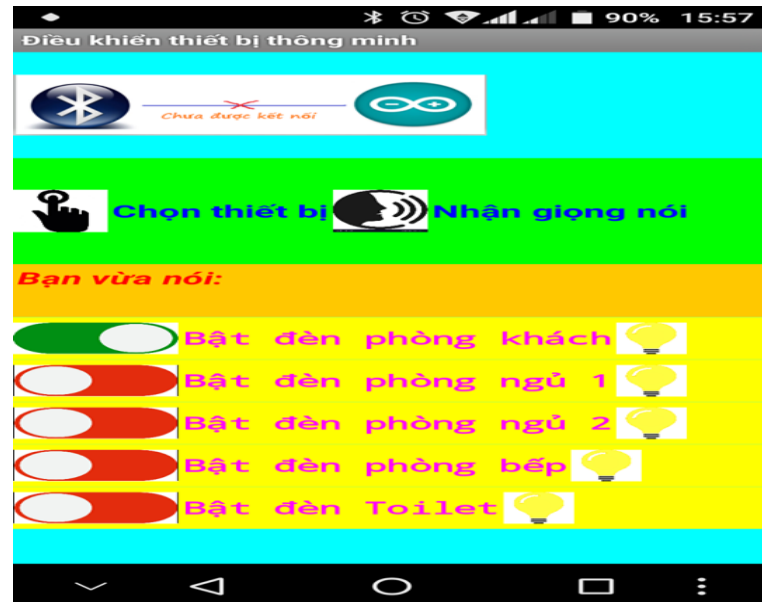 90% 15:57
Điều khiển thiết bị thông minh
Chưa được kết nối
Chọn thiết bị Nhận giọng nói
Bạn vừa nói:
Bật đèn phòng khách
Bật đèn phòng ngủ 1
Bật đèn phòng ngủ 2
Bật đèn phòng bếp
Bật đèn Toilet